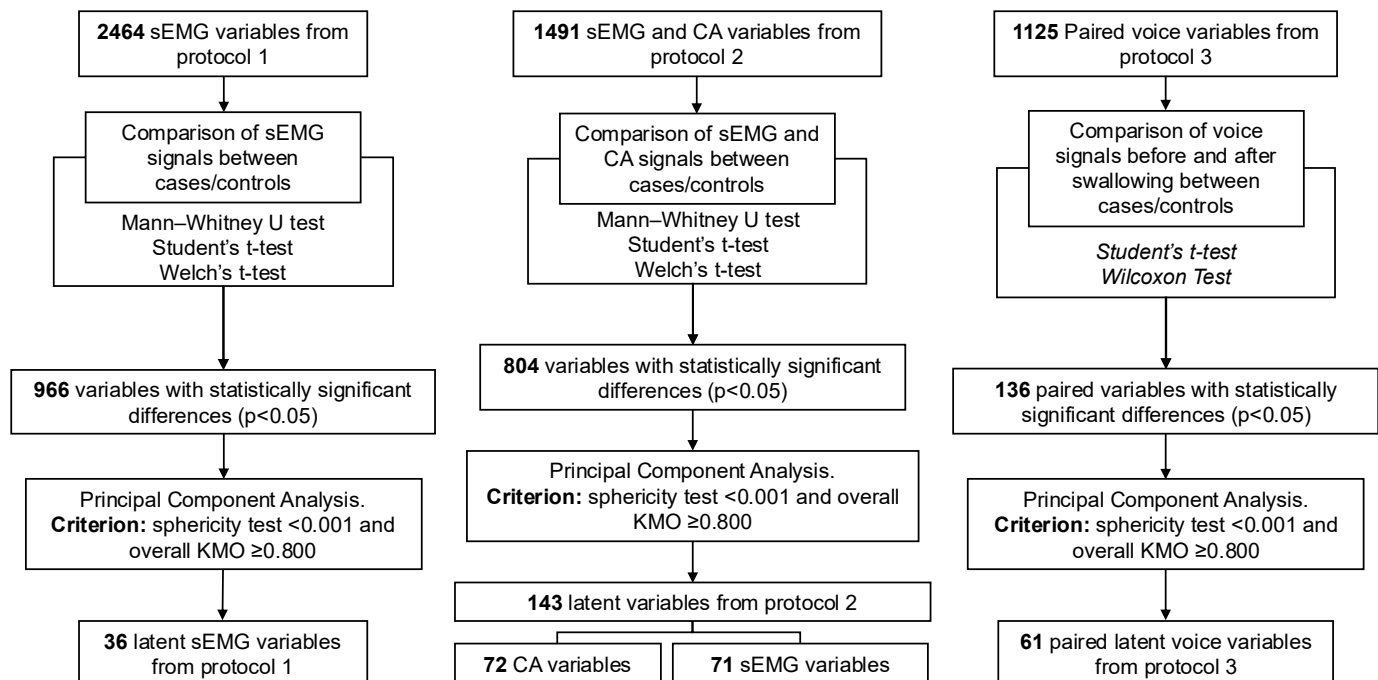 2464 sEMG variables from
protocol 1
Comparison of sEMG
signals between
cases/controls
Mann–Whitney U test
Student's t-test
Welch's t-test
966 variables with statistically significant
differences (p<0.05)
Principal Component Analysis.
Criterion: sphericity test <0.001 and
overall KMO ≥0.800
36 latent sEMG variables
from protocol 1
1491 sEMG and CA variables from
protocol 2
Comparison of sEMG and
CA signals between
cases/controls
Mann–Whitney U test
Student's t-test
Welch's t-test
804 variables with statistically significant
differences (p<0.05)
Principal Component Analysis.
Criterion: sphericity test <0.001 and overall
KMO ≥0.800
143 latent variables from protocol 2
72 CA variables
71 sEMG variables
1125 Paired voice variables from
protocol 3
Comparison of voice
signals before and after
swallowing between
cases/controls
Student's t-test
Wilcoxon Test
136 paired variables with statistically
significant differences (p<0.05)
Principal Component Analysis.
Criterion: sphericity test <0.001 and
overall KMO ≥0.800
61 paired latent voice variables
from protocol 3